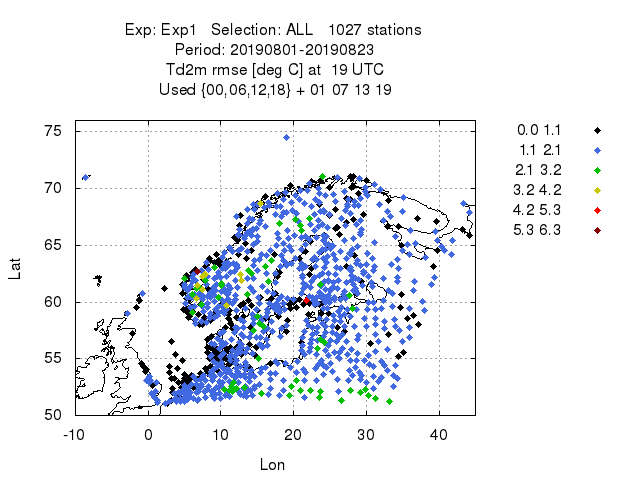 Exp: Exp1   Selection: ALL   1027 stations
Period: 20190801-20190823
Td2m rmse [deg C] at  19 UTC
Used {00,06,12,18} + 01 07 13 19
0.0 1.1
1.1 2.1
2.1 3.2
3.2 4.2
4.2 5.3
5.3 6.3
75
70
65
60
55
50
Lat
-10 0 10 20 30 40
Lon